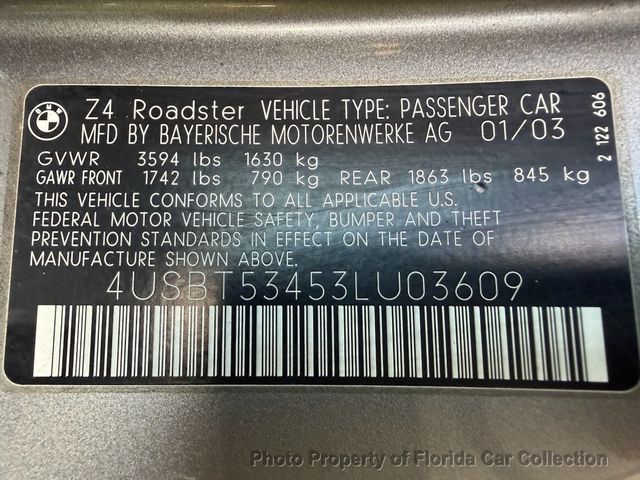 BMW
Z4 Roadster VEHICLE TYPE: PASSENGER CAR
MFD BY BAYERISCHE MOTORENWERKE AG 01/03
GVWR 3594 lbs 1630 kg
GAWR FRONT 1742 lbs 790 kg REAR 1863 lbs 845 kg
THIS VEHICLE CONFORMS TO ALL APPLICABLE U.S.
FEDERAL MOTOR VEHICLE SAFETY, BUMPER AND THEFT
PREVENTION STANDARDS IN EFFECT ON THE DATE OF
MANUFACTURE SHOWN ABOVE.
4USBT53453LU03609
2 122 606
Photo Property of Florida Car Collection